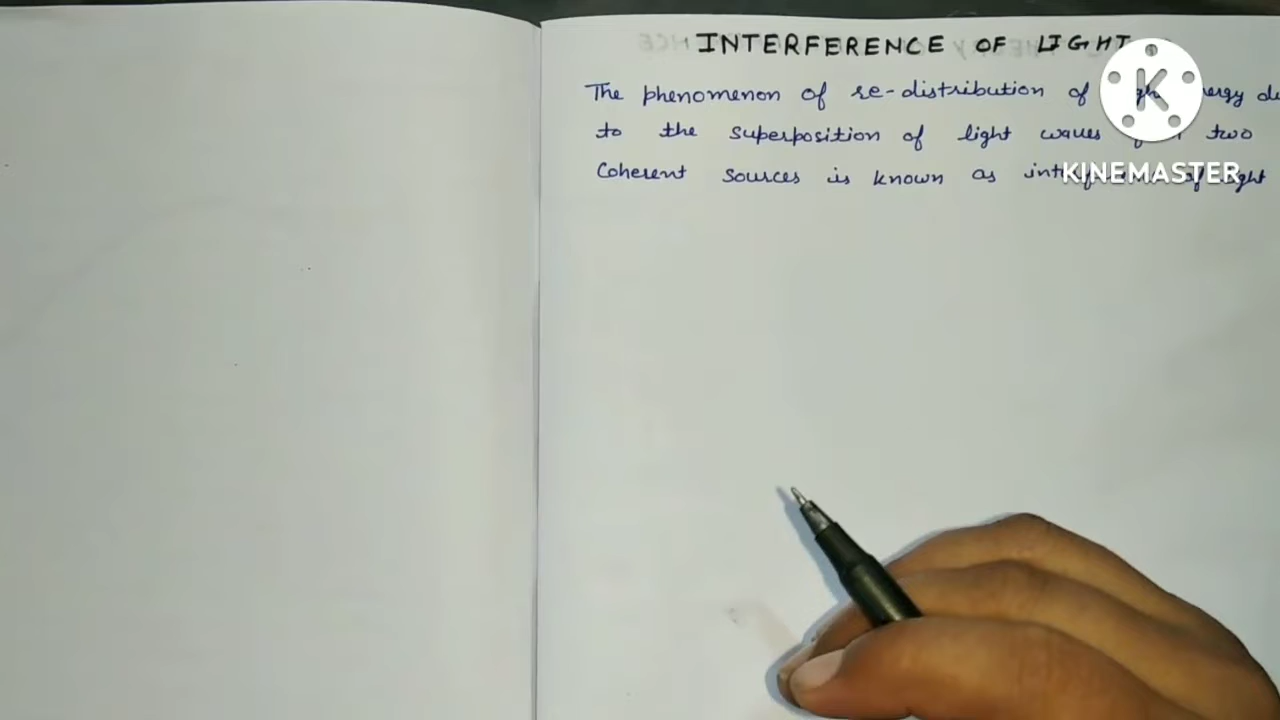 INTERFERENCE OF LIGHT
The phenomenon of re-distribution of
to the superposition of light waves two
Coherent sources is known as
KINEMASTER